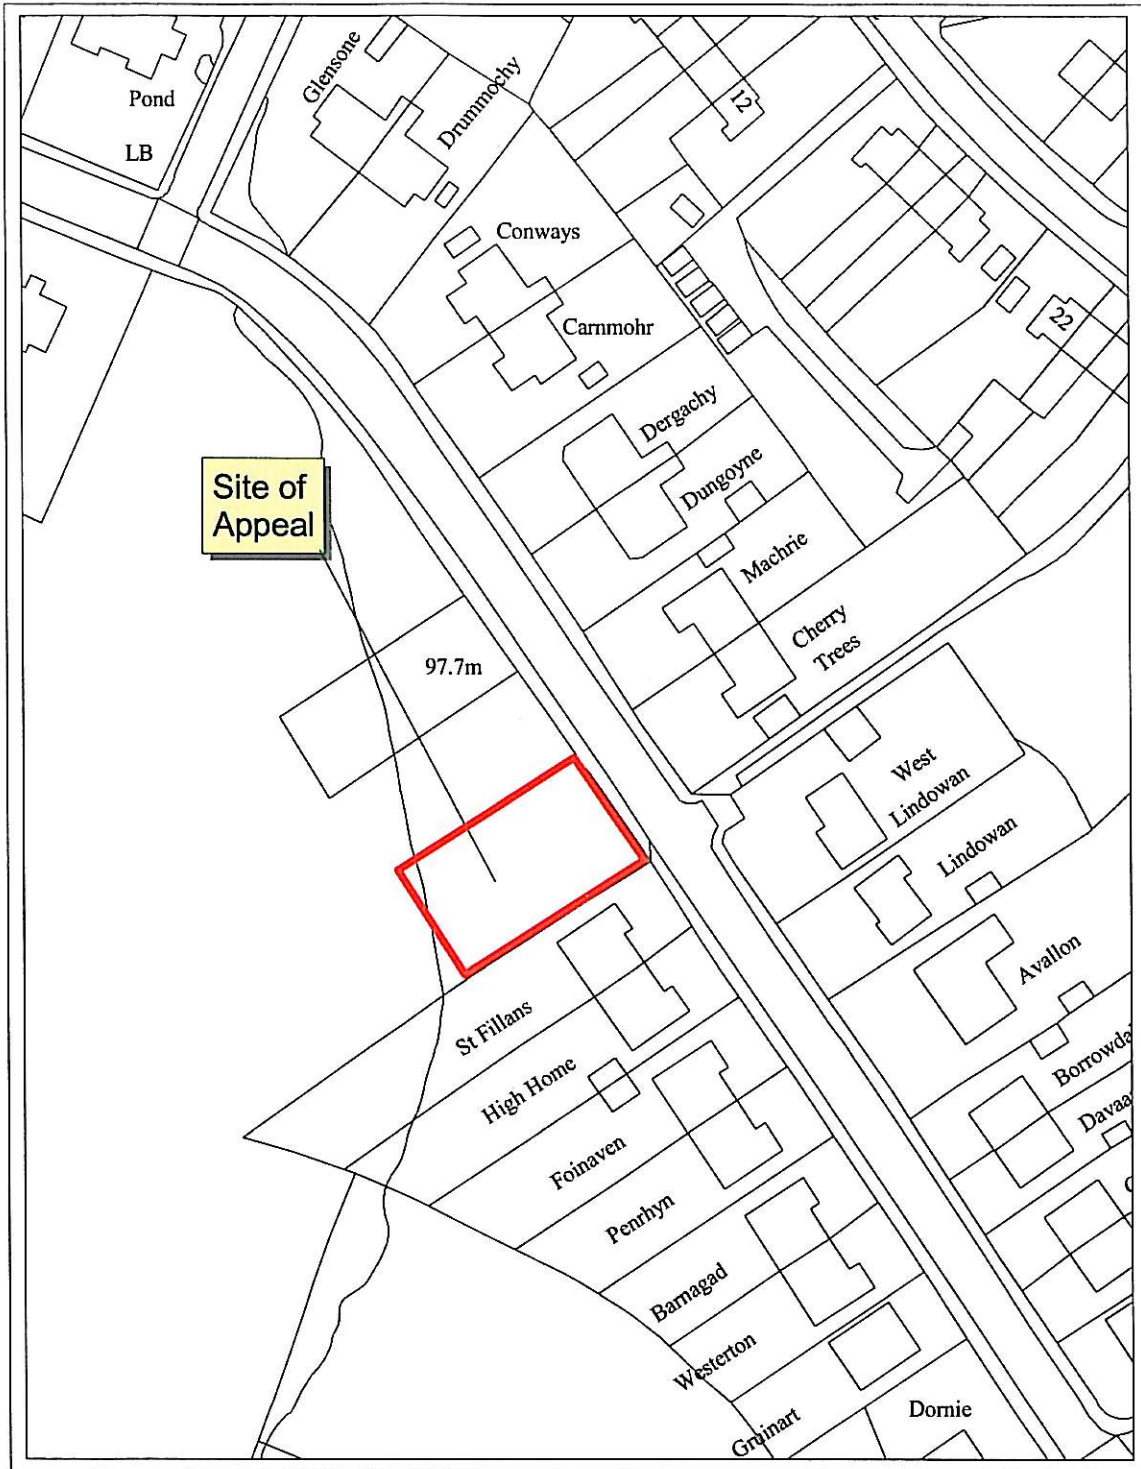 Glensone
Drummochy
Pond
LB
12
Conways
Carnmohr
22
Dergachy
Dungoyne
Site of
Appeal
Machrie
Cherry
Trees
97.7m
West
Lindowan
Lindowan
Avallon
St Fillans
High Home
Borrowda
Davaa
Foinaven
Penrhyn
Barnagad
Westerton
Gruinart
Dornie